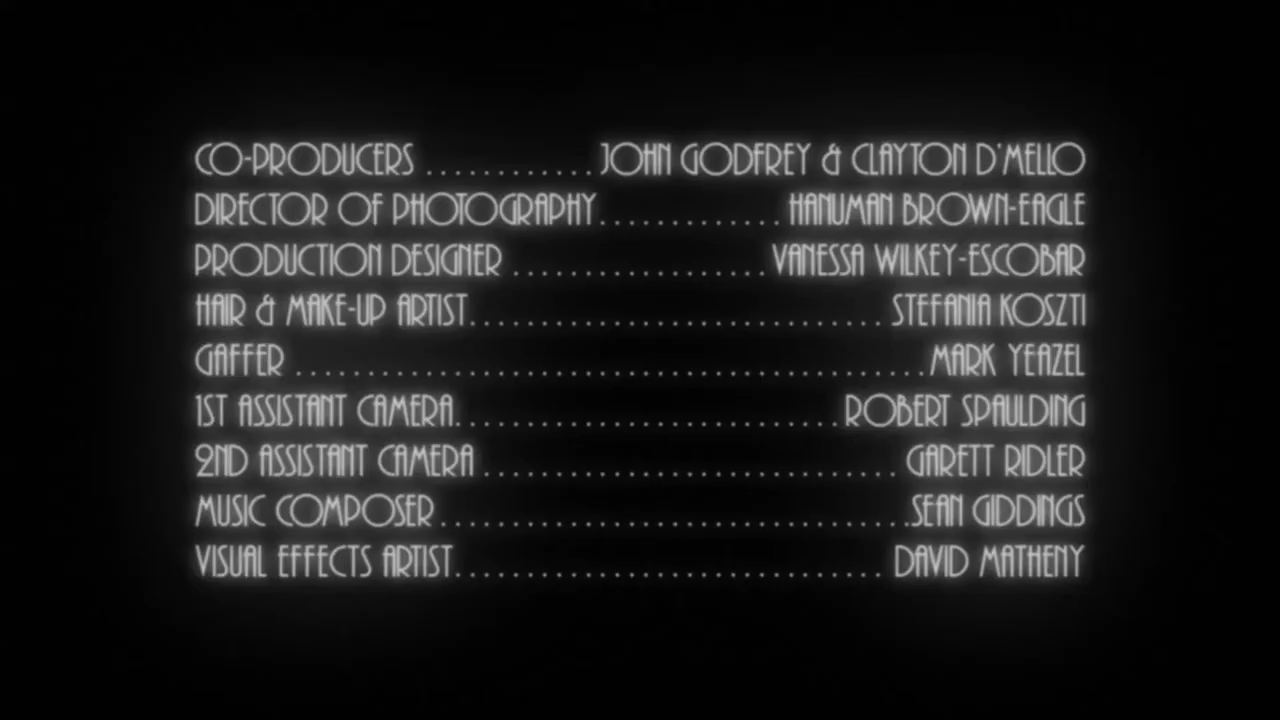 CO-PRODUCERS ............ JOHN GODFREY & CLAYTON D'MELLO
DIRECTOR OF PHOTOGRAPHY ............. HANUMAN BROWN-EAGLE
PRODUCTION DESIGNER .................. VANESSA WILKEY-ESCOBAR
HAIR & MAKE-UP ARTIST ............................. STEFANIA KOSZTI
GAFFER ............................................ MARK YEAZEL
1ST ASSISTANT CAMERA ........................... ROBERT SPAULDING
2ND ASSISTANT CAMERA ............................. GARETT RIDLER
MUSIC COMPOSER ................................. SEAN GIDDINGS
VISUAL EFFECTS ARTIST .............................. DAVID MATHENY